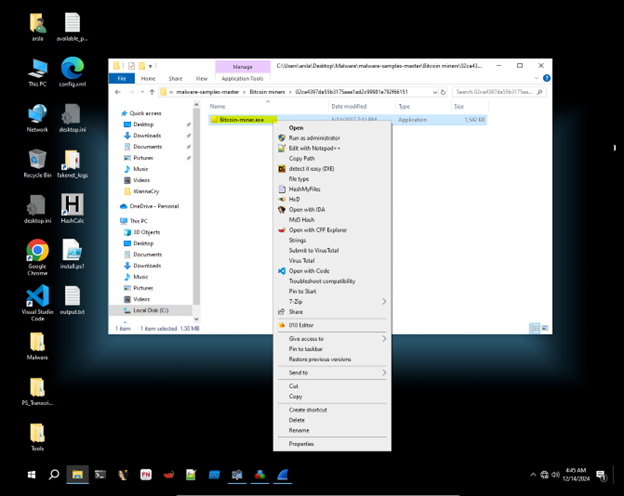 arsla
available_p...
This PC
config.xml
Network
desktop.ini
Recycle Bin
fakenet_logs
desktop.ini
HashCalc
Google
Chrome
install.ps1
Visual Studio
Code
output.txt
Malware
PS_Transcri...
Tools
Manage
C:\Users\arsla\Desktop\Malware\malware-samples-master\Bitcoin miners\02ce43...
File
Home
Share
View
Application Tools
« malware-samples-master › Bitcoin miners ›
Name
Date modified
Type
Size
Quick access
Desktop
Downloads
Documents
Pictures
Music
Videos
WannaCry
OneDrive - Personal
This PC
3D Objects
Desktop
Documents
Downloads
Music
Pictures
Videos
Local Disk (C:)
Bitcoin-miner.exe
Application
1,542 KB
Open
Run as administrator
Edit with Notepad++
Copy Path
detect it easy (DIE)
file type
HashMyFiles
HxD
Open with IDA
Md5 Hash
Open with CFF Explorer
Strings
Submit to VirusTotal
Virus Total
Open with Code
Troubleshoot compatibility
Pin to Start
7-Zip
Share
010 Editor
Give access to
Pin to taskbar
Restore previous versions
Send to
Cut
Copy
Create shortcut
Delete
Rename
Properties
1 item
1 item selected 1.50 MB
4:45 AM
12/14/2024